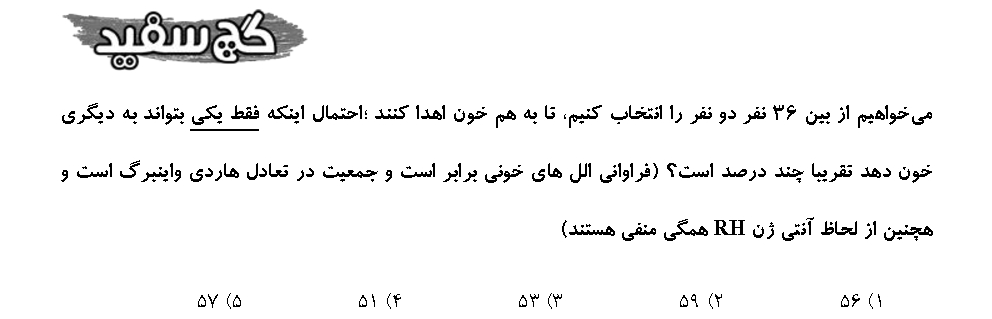 گچ سفید
می‌خواهیم از بین ۳۶ نفر دو نفر را انتخاب کنیم، تا به هم خون اهدا کنند ؛احتمال اینکه فقط یکی بتواند به دیگری
خون دهد تقریبا چند درصد است؟ (فراوانی الل های خونی برابر است و جمعیت در تعادل هاردی واینبرگ است و
هچنین از لحاظ آنتی ژن RH همگی منفی هستند)
۱) ۵۶ ۲) ۵۹ ۳) ۵۳ ۴) ۵۱ ۵) ۵۷